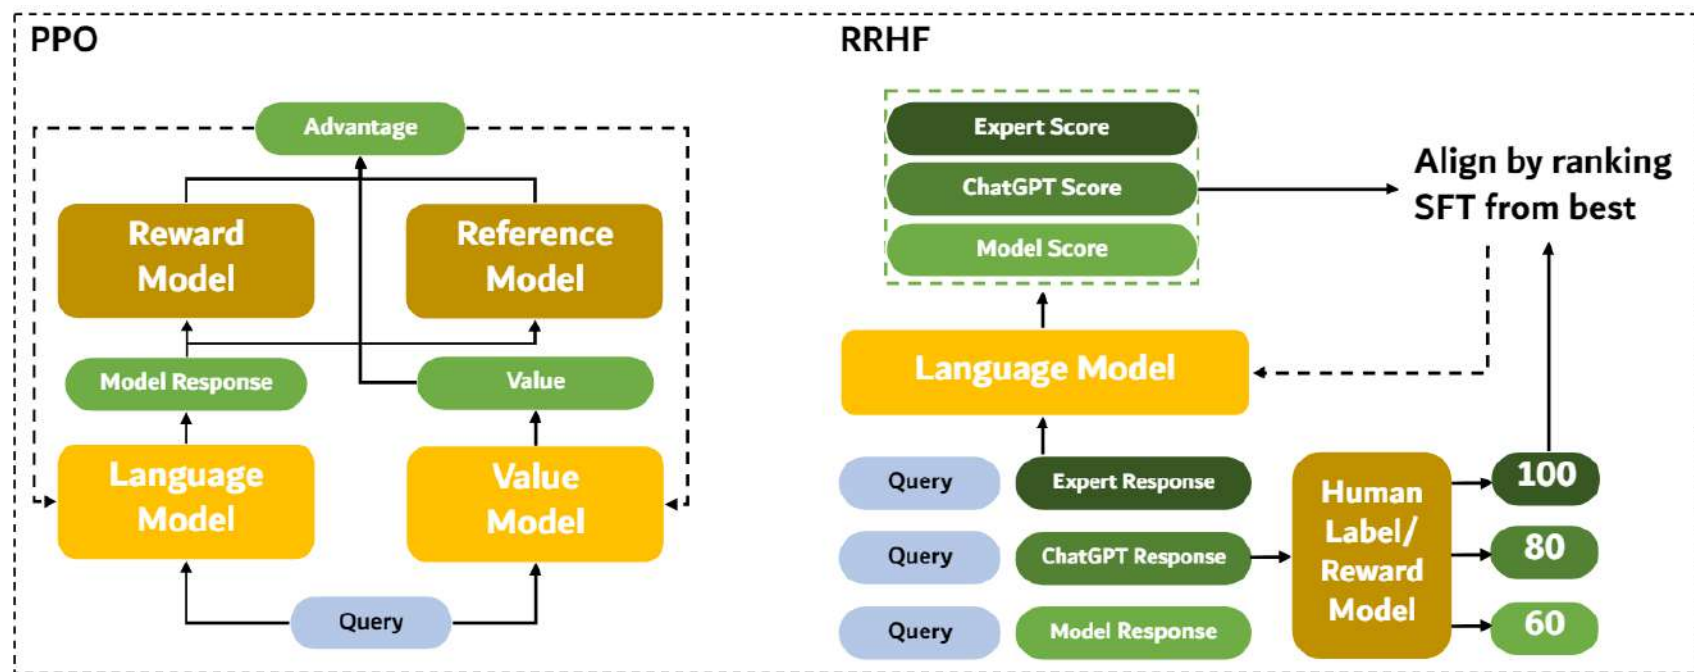 PPO
Advantage
Reward
Model
Reference
Model
Model Response
Value
Language
Model
Value
Model
Query
RRHF
Expert Score
ChatGPT Score
Model Score
Align by ranking
SFT from best
Language Model
Query
Expert Response
Query
ChatGPT Response
Query
Model Response
Human
Label/
Reward
Model
100
80
60